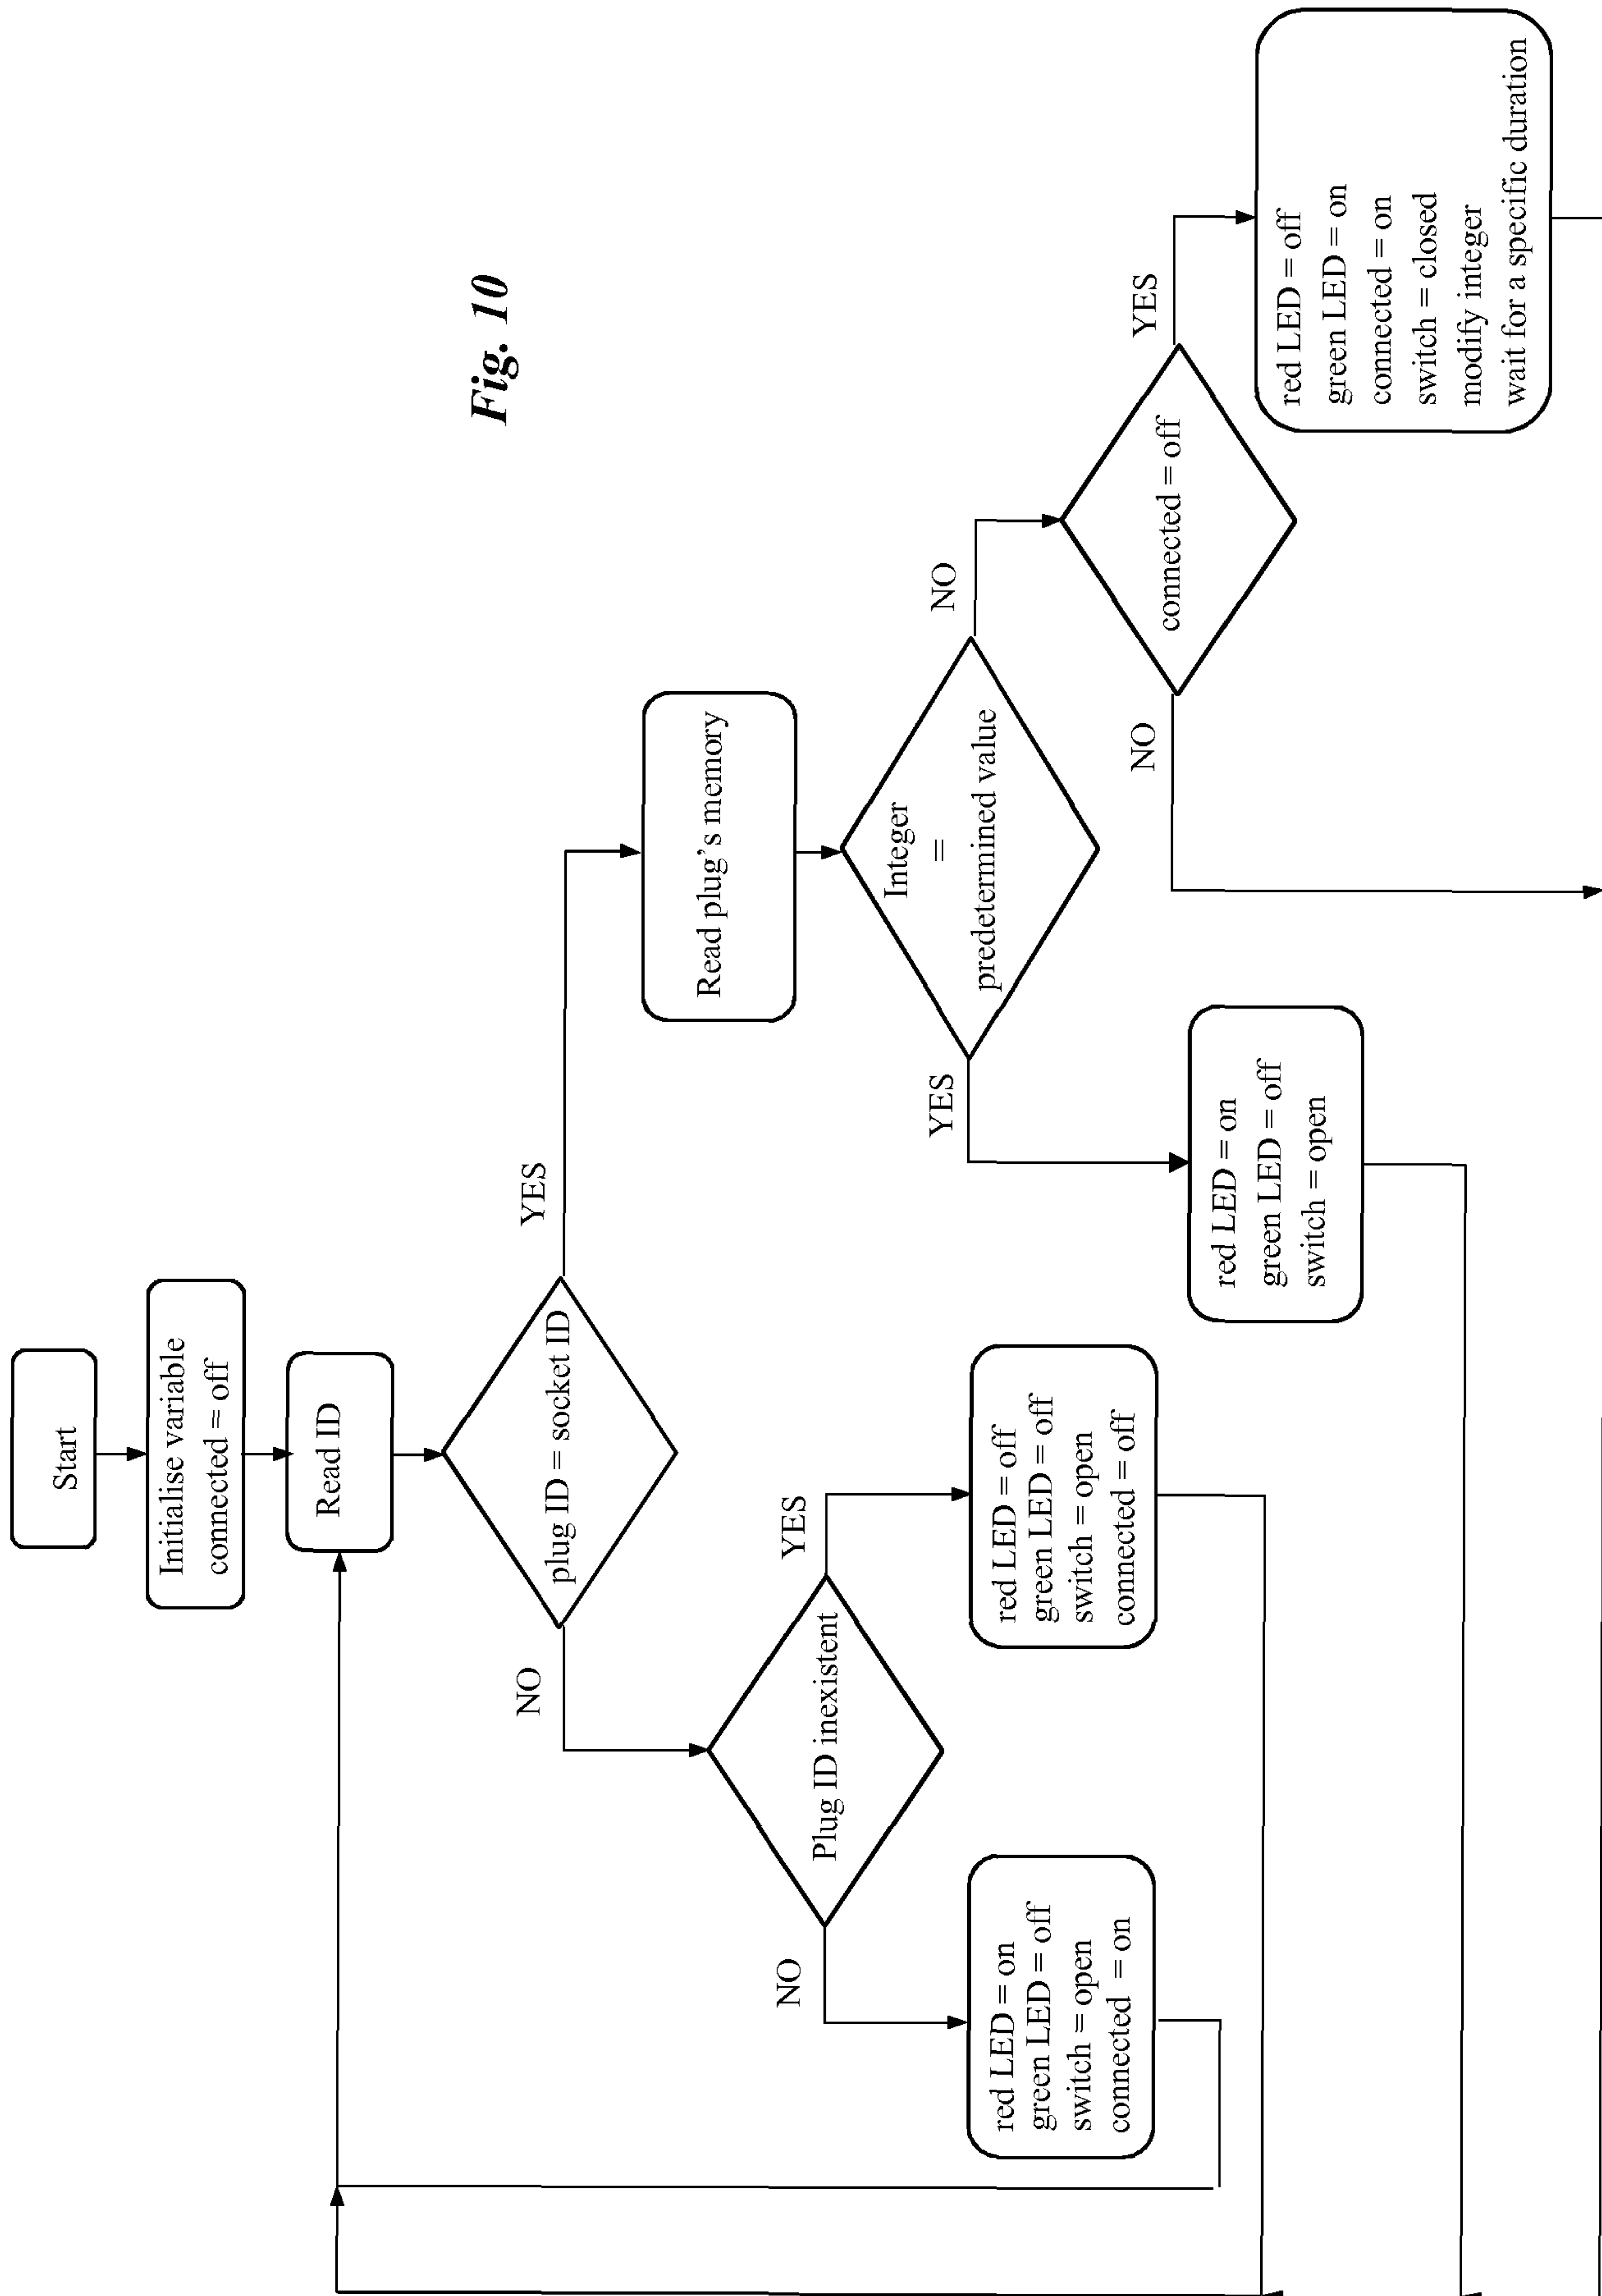 Fig. 10
Start
Initialise variable
connected = off
Read ID
plug ID = socket ID
NO
YES
Plug ID inexistent
NO
YES
red LED = on
green LED = off
switch = open
connected = on
red LED = off
green LED = off
switch = open
connected = off
Read plug's memory
Integer
=
predetermined value
YES
NO
red LED = on
green LED = off
switch = open
connected = off
NO
YES
red LED = off
green LED = on
connected = on
switch = closed
modify integer
wait for a specific duration